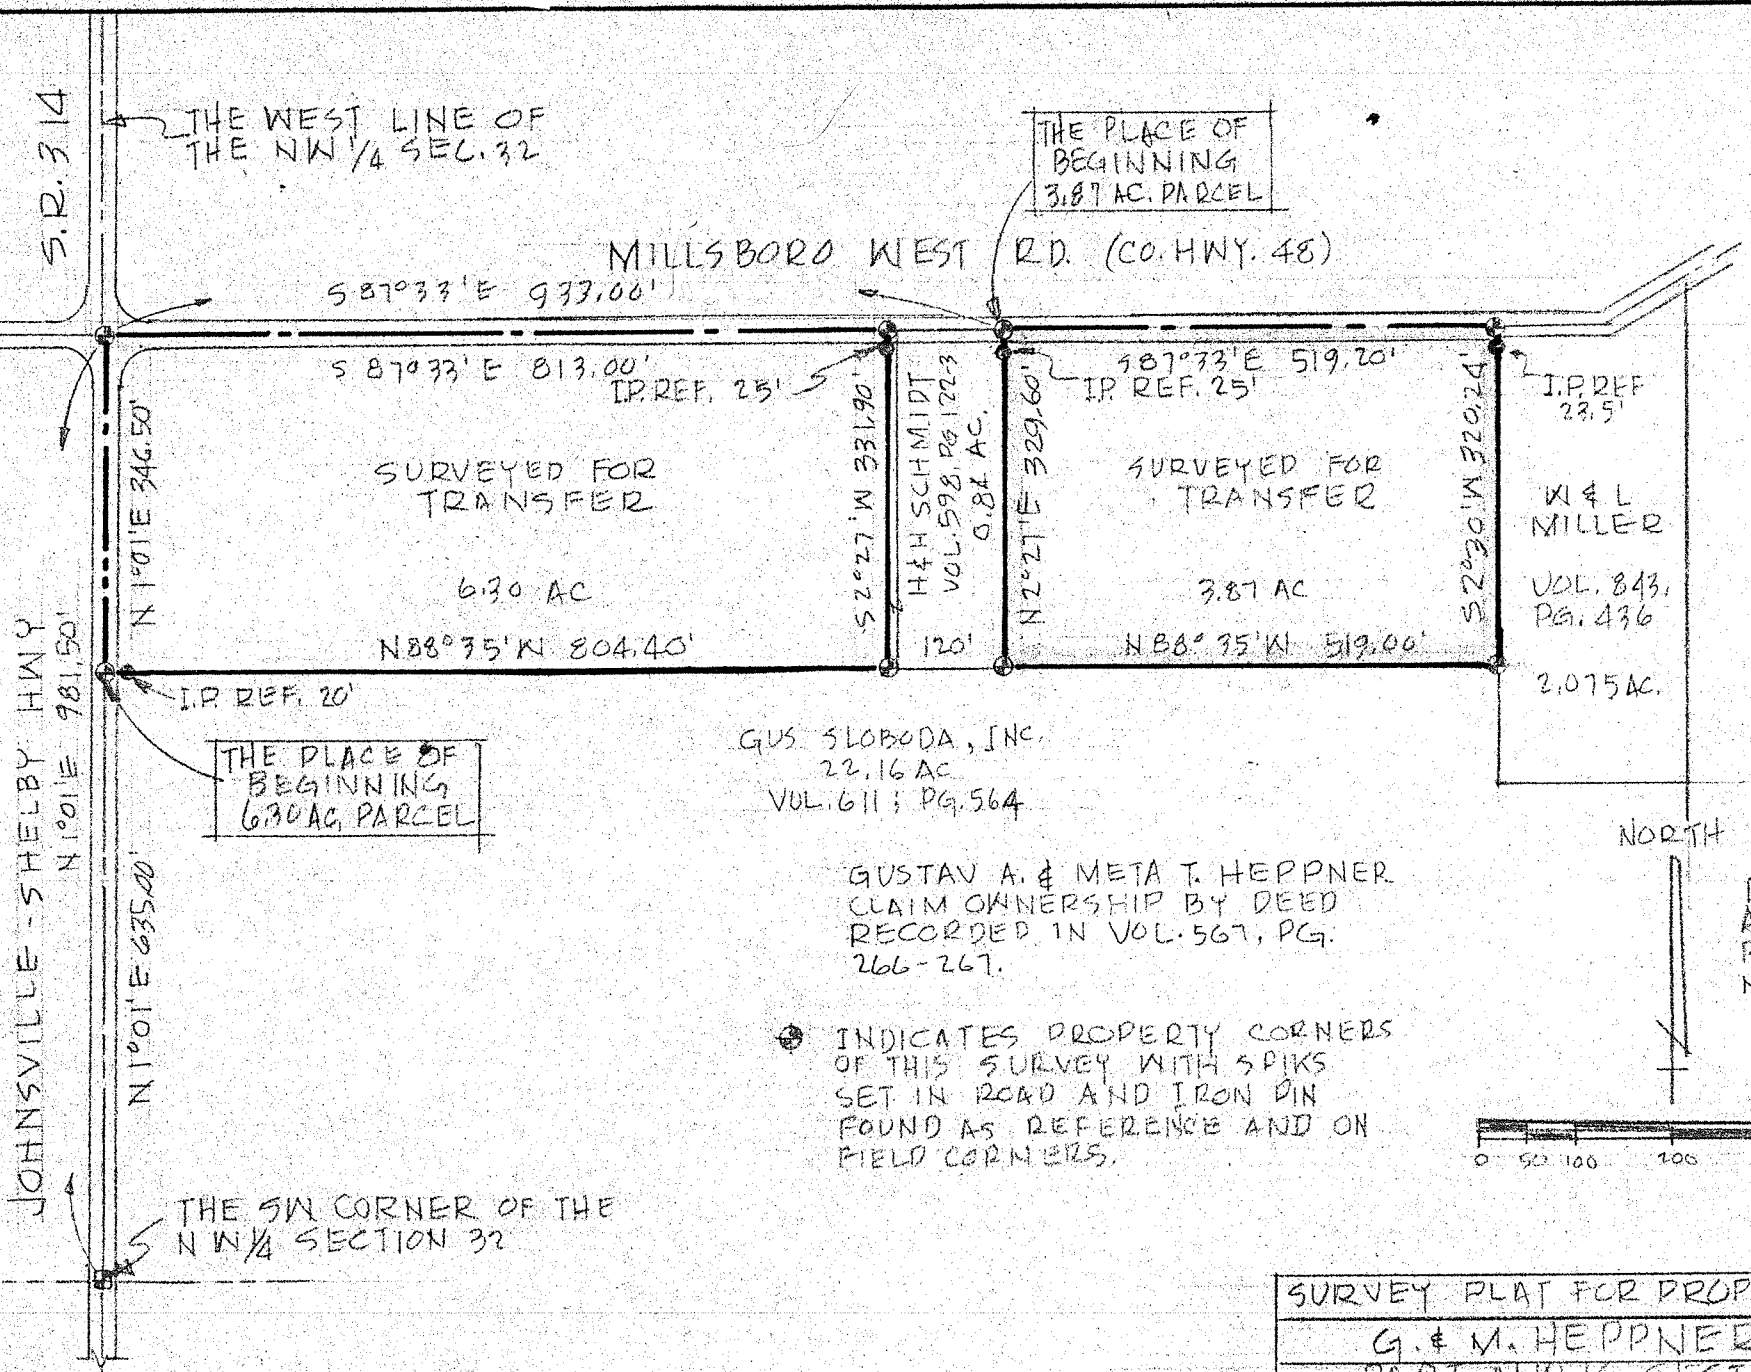 S.R. 314
THE WEST LINE OF
THE NW 1/4 SEC. 32
THE PLACE OF
BEGINNING
3.87 AC. PARCEL
MILLSBORO WEST RD. (CO. HWY. 48)
S 87°33' E 933.00'
S 87°33' E 813.00'
I.P. REF. 25'
S 87°33' E 519.20'
I.P. REF. 25'
I.P. REF
23.5'
N 1°01' E 346.50'
SURVEYED FOR
TRANSFER
6.30 AC
N 88°35' W 804.40'
S 2°27' W 331.90'
H & H SCHMIDT
VOL. 598, PG. 122-3
0.84 AC.
120'
N 2°27' E 329.60'
SURVEYED FOR
TRANSFER
3.87 AC
N 88° 35' W 519.00'
S 2°30' W 320.24'
W & L
MILLER
VOL. 843,
PG. 436
2.075 AC.
I.P. REF. 20'
THE PLACE OF
BEGINNING
6.30 AC. PARCEL
JOHNSVILLE - SHELBY HWY
N 1°01' E 981.50'
N 1°01' E 635.00'
GUS SLOBODA, INC.
22.16 AC
VOL. 611 ; PG. 564
GUSTAV A. & META T. HEPPNER
CLAIM OWNERSHIP BY DEED
RECORDED IN VOL. 567, PG.
266-267.
NORTH
INDICATES PROPERTY CORNERS
OF THIS SURVEY WITH SPIKS
SET IN ROAD AND IRON PIN
FOUND AS REFERENCE AND ON
FIELD CORNERS.
0 50 100 200
THE SW CORNER OF THE
NW 1/4 SECTION 32
SURVEY PLAT FOR PROP
G. & M. HEPPNER